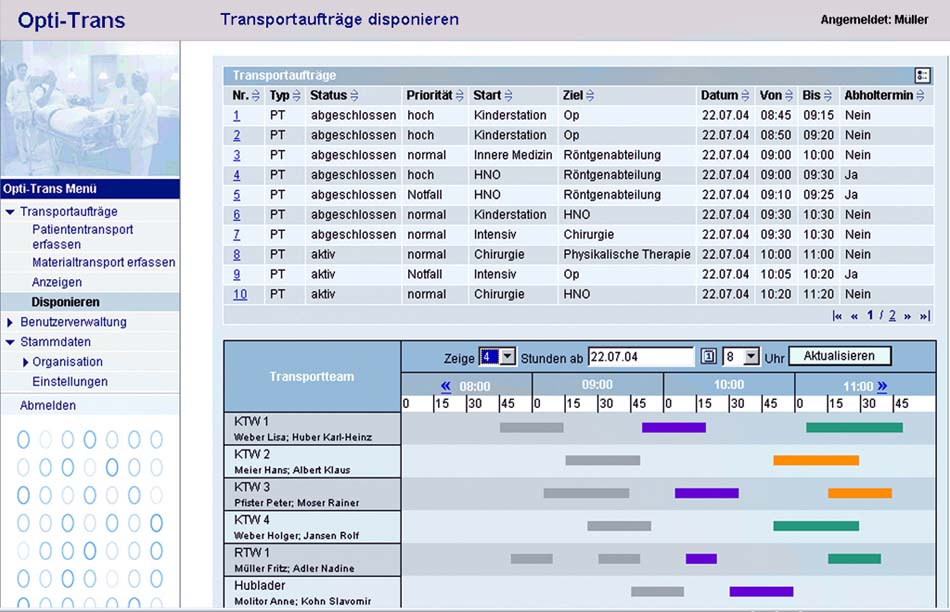 Opti-Trans
Transportaufträge disponieren
Angemeldet: Müller
Opti-Trans Menü
Transportaufträge
Patiententransport
erfassen
Materialtransport erfassen
Anzeigen
Disponieren
Benutzerverwaltung
Stammdaten
Organisation
Einstellungen
Abmelden
Transportaufträge
Nr. Typ Status Priorität Start Ziel Datum Von Bis Abholtermin
1 PT abgeschlossen hoch Kinderstation Op 22.07.04 08:45 09:15 Nein
2 PT abgeschlossen hoch Kinderstation Op 22.07.04 08:50 09:20 Nein
3 PT abgeschlossen normal Innere Medizin Röntgenabteilung 22.07.04 09:00 10:00 Nein
4 PT abgeschlossen hoch HNO Röntgenabteilung 22.07.04 09:00 09:30 Ja
5 PT abgeschlossen Notfall HNO Röntgenabteilung 22.07.04 09:10 09:25 Ja
6 PT abgeschlossen normal Kinderstation HNO 22.07.04 09:30 10:30 Nein
7 PT abgeschlossen normal Intensiv Chirurgie 22.07.04 09:30 10:30 Nein
8 PT aktiv normal Chirurgie Physikalische Therapie 22.07.04 10:00 11:00 Nein
9 PT aktiv Notfall Intensiv Op 22.07.04 10:05 10:20 Ja
10 PT aktiv normal Chirurgie HNO 22.07.04 10:20 11:20 Nein
|« « 1 / 2 » »|
Transportteam
Zeige 4 Stunden ab 22.07.04 1 8 Uhr Aktualisieren
« 08:00 09:00 10:00 11:00 »
0 15 30 45 0 15 30 45 0 15 30 45 0 15 30 45
KTW 1
Weber Lisa; Huber Karl-Heinz
KTW 2
Meier Hans; Albert Klaus
KTW 3
Pfister Peter; Moser Rainer
KTW 4
Weber Holger; Jansen Rolf
RTW 1
Müller Fritz; Adler Nadine
Hublader
Molitor Anne; Kohn Slavomir